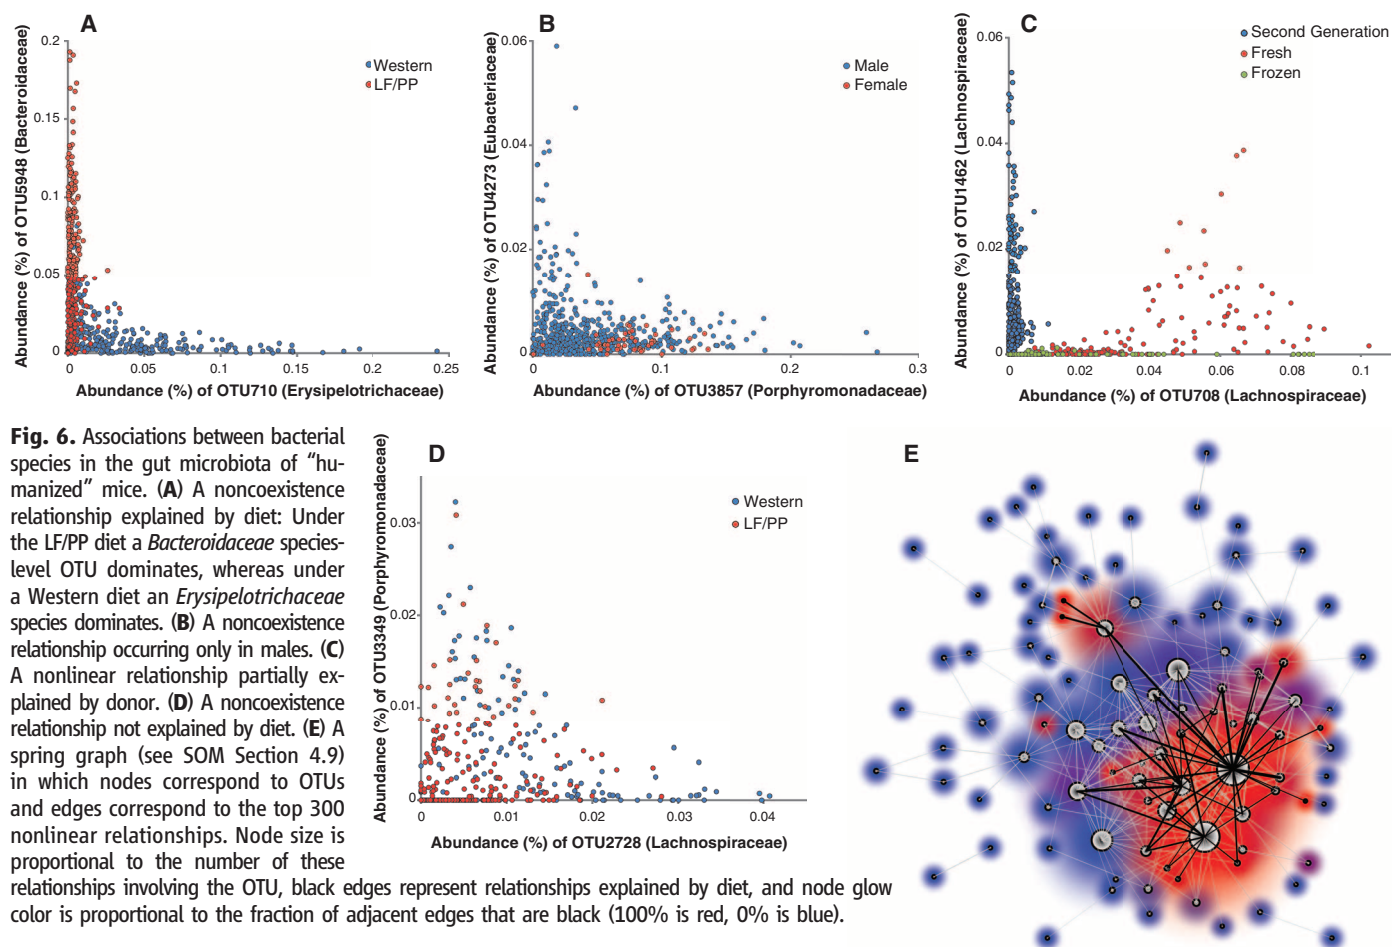 A
Abundance (%) of OTU5948 (Bacteroidaceae)
0.2
0.15
0.1
0.05
0
0
0.05
0.1
0.15
0.2
0.25
Western
LF/PP
Abundance (%) of OTU710 (Erysipelotrichaceae)
B
Abundance (%) of OTU4273 (Eubacteriaceae)
0.06
0.04
0.02
0
0
0.1
0.2
0.3
Male
Female
Abundance (%) of OTU3857 (Porphyromonadaceae)
C
Abundance (%) of OTU1462 (Lachnospiraceae)
0.06
0.04
0.02
0
0
0.02
0.04
0.06
0.08
0.1
Second Generation
Fresh
Frozen
Abundance (%) of OTU708 (Lachnospiraceae)
Fig. 6. Associations between bacterial
species in the gut microbiota of “hu-
manized” mice. (A) A noncoexistence
relationship explained by diet: Under
the LF/PP diet a Bacteroidaceae species-
level OTU dominates, whereas under
a Western diet an Erysipelotrichaceae
species dominates. (B) A noncoexistence
relationship occurring only in males. (C)
A nonlinear relationship partially ex-
plained by donor. (D) A noncoexistence
relationship not explained by diet. (E) A
spring graph (see SOM Section 4.9)
in which nodes correspond to OTUs
and edges correspond to the top 300
nonlinear relationships. Node size is
proportional to the number of these
relationships involving the OTU, black edges represent relationships explained by diet, and node glow
color is proportional to the fraction of adjacent edges that are black (100% is red, 0% is blue).
D
Abundance (%) of OTU3349 (Porphyromonadaceae)
0.03
0.02
0.01
0
0
0.01
0.02
0.03
0.04
Western
LF/PP
Abundance (%) of OTU2728 (Lachnospiraceae)
E